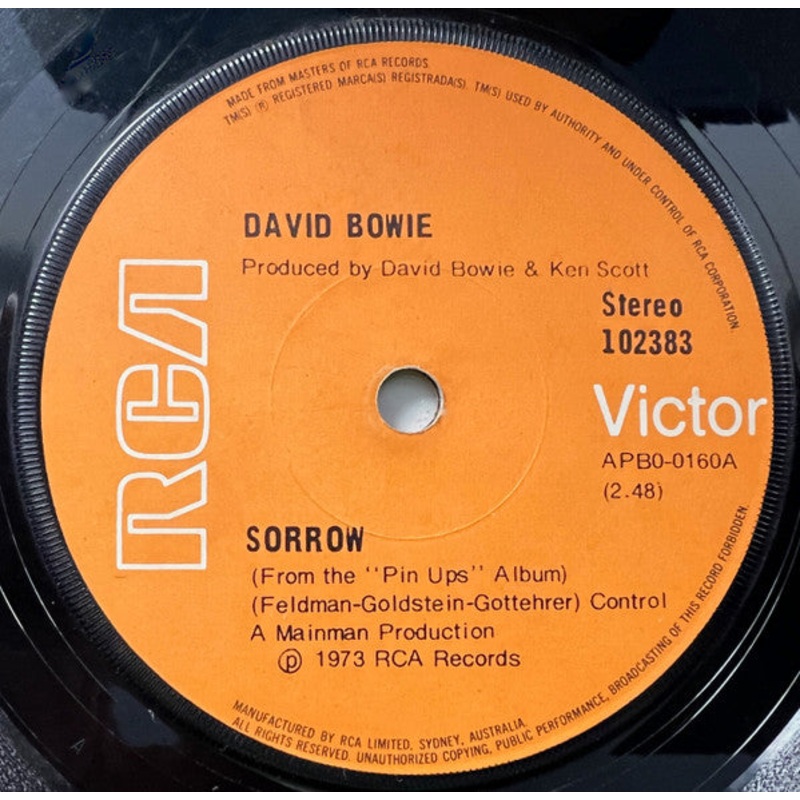 MADE FROM MASTERS OF RCA RECORDS
TM(S) ® REGISTERED MARCA(S) REGISTRADA(S). TM(S) USED BY AUTHORITY AND UNDER CONTROL OF RCA CORPORATION.
DAVID BOWIE
Produced by David Bowie & Ken Scott
Stereo
102383
RCA
Victor
APB0-0160A
(2.48)
SORROW
(From the "Pin Ups" Album)
(Feldman-Goldstein-Gottehrer) Control
A Mainman Production
℗ 1973 RCA Records
MANUFACTURED BY RCA LIMITED, SYDNEY, AUSTRALIA.
ALL RIGHTS RESERVED. UNAUTHORIZED COPYING, PUBLIC PERFORMANCE, BROADCASTING OF THIS RECORD FORBIDDEN.